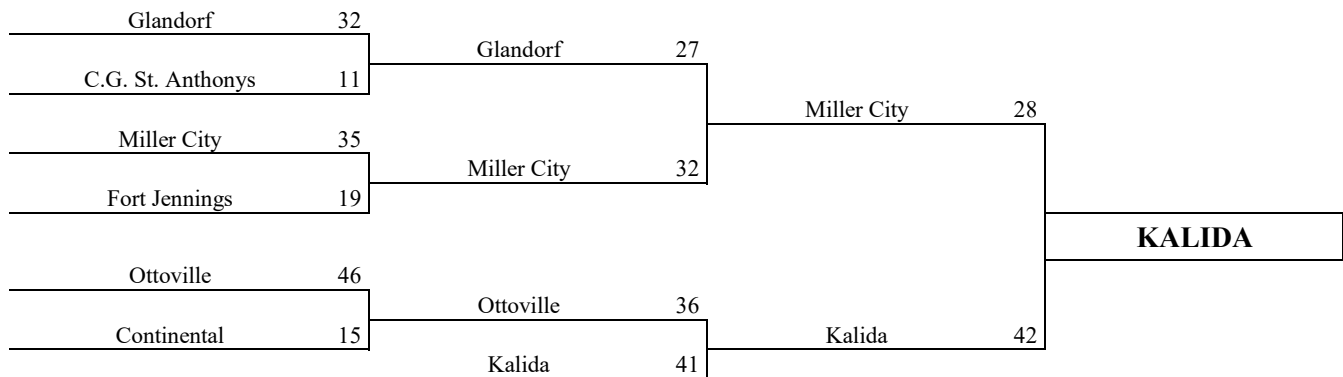 Glandorf 32
Glandorf 27
C.G. St. Anthonys 11
Miller City 28
Miller City 35
Miller City 32
Fort Jennings 19
KALIDA
Ottoville 46
Ottoville 36
Continental 15
Kalida 42
Kalida 41